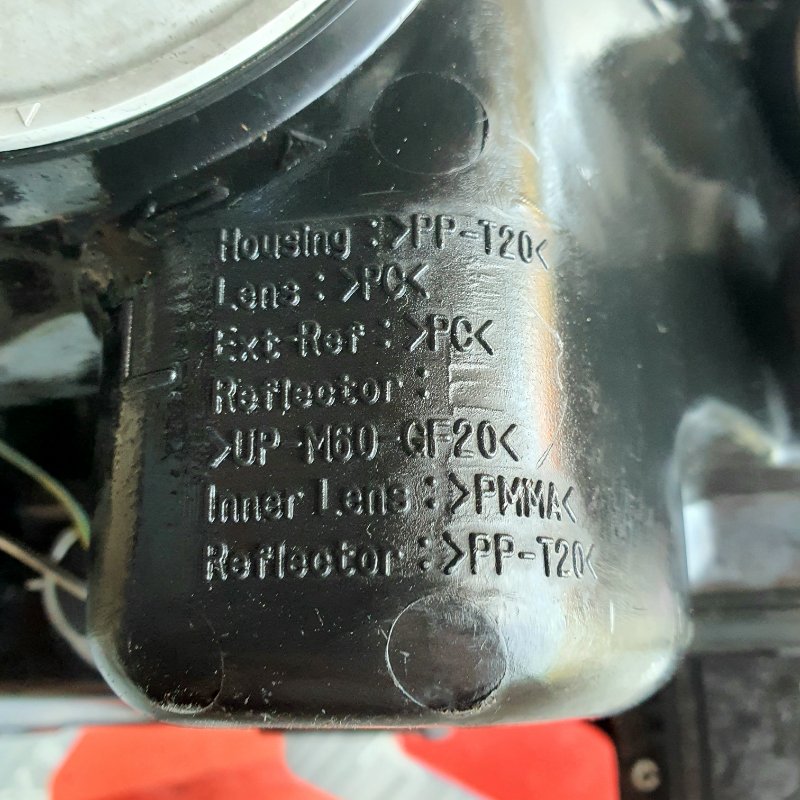 Housing :>PP-T20<
Lens : >PC<
Ext-Ref : >PC<
Reflector :
>UP-M60-GF20<
Inner Lens : >PMMA<
Reflector : >PP-T20<